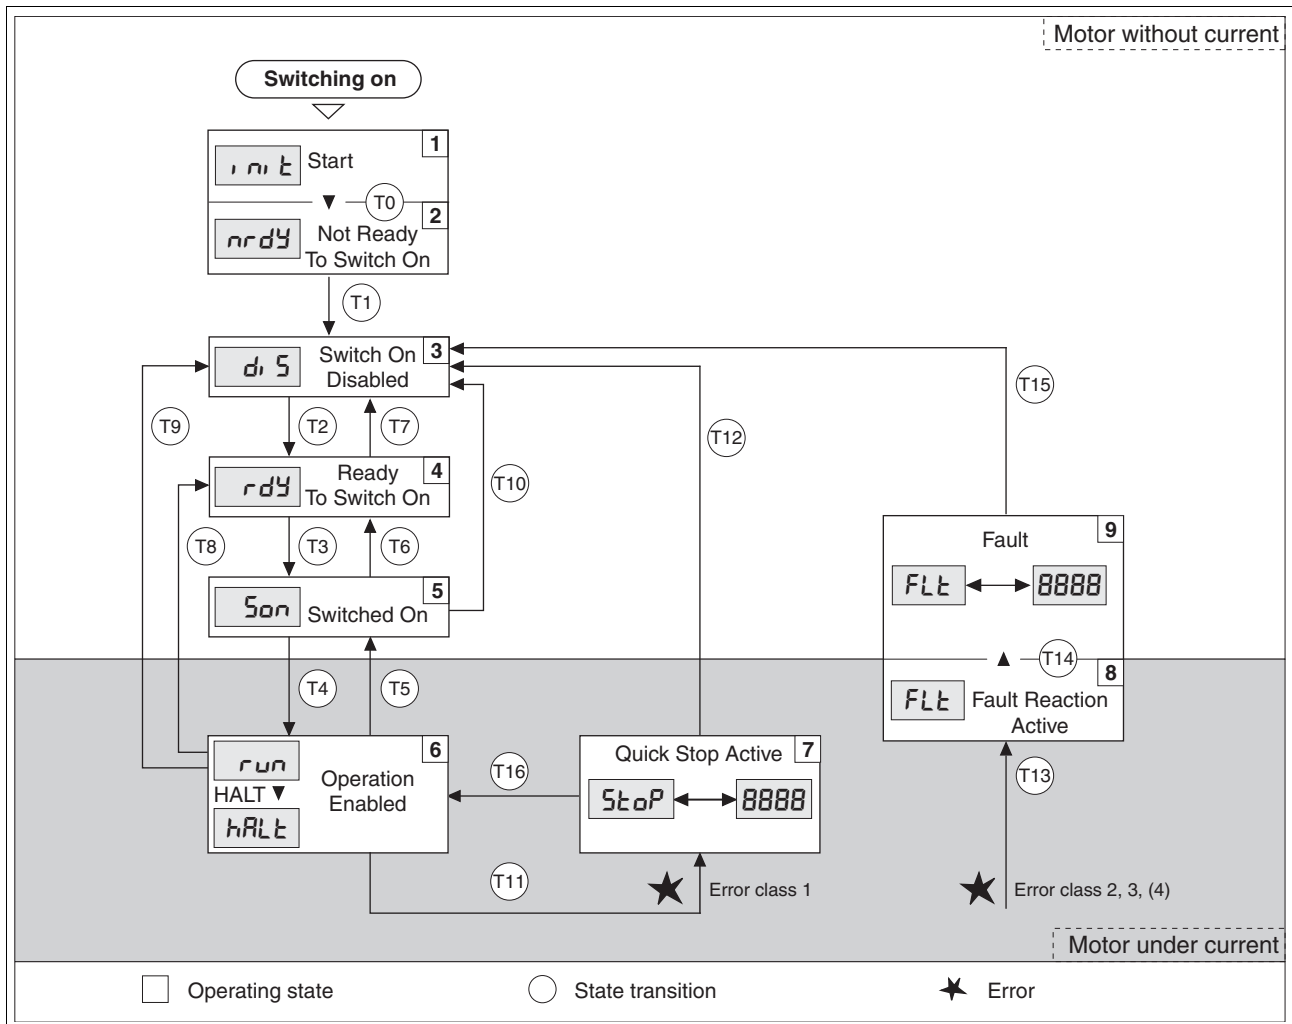 Motor without current
Switching on
1
init Start
T0
2
nrdy Not Ready
To Switch On
T1
3
diS Switch On
Disabled
T15
T9
T2
T7
T12
4
rdy Ready
To Switch On
T10
9
Fault
T8
T3
T6
FLt 8888
5
Son Switched On
T14
8
T4
T5
FLt Fault Reaction
Active
6
run
HALT
hALt
Operation
Enabled
T16
7
Quick Stop Active
StoP 8888
T13
T11
Error class 1
Error class 2, 3, (4)
Motor under current
Operating state
State transition
Error